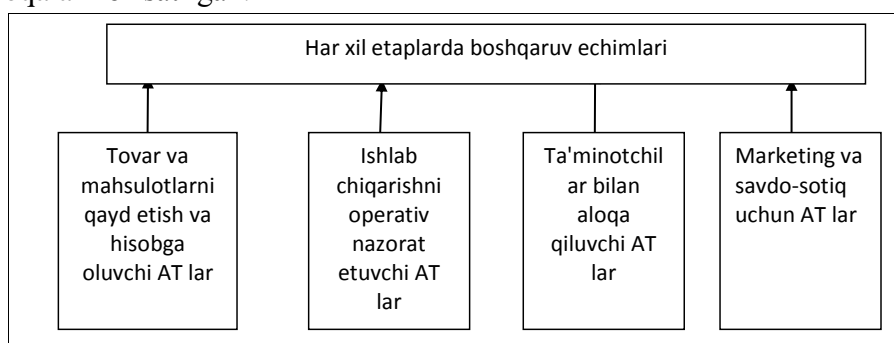 Har xil etaplarda boshqaruv echimlari
Tovar va
mahsulotlarni
qayd etish va
hisobga
oluvchi AT lar
Ishlab
chiqarishni
operativ
nazorat
etuvchi AT
lar
Ta'minotchil
ar bilan
aloqa
qiluvchi AT
lar
Marketing va
savdo-sotiq
uchun AT lar